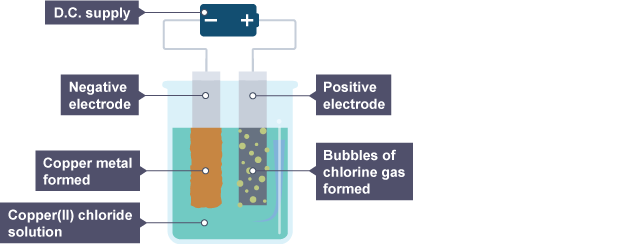 D.C. supply
− +
Negative
electrode
Positive
electrode
Copper metal
formed
Bubbles of
chlorine gas
formed
Copper(II) chloride
solution